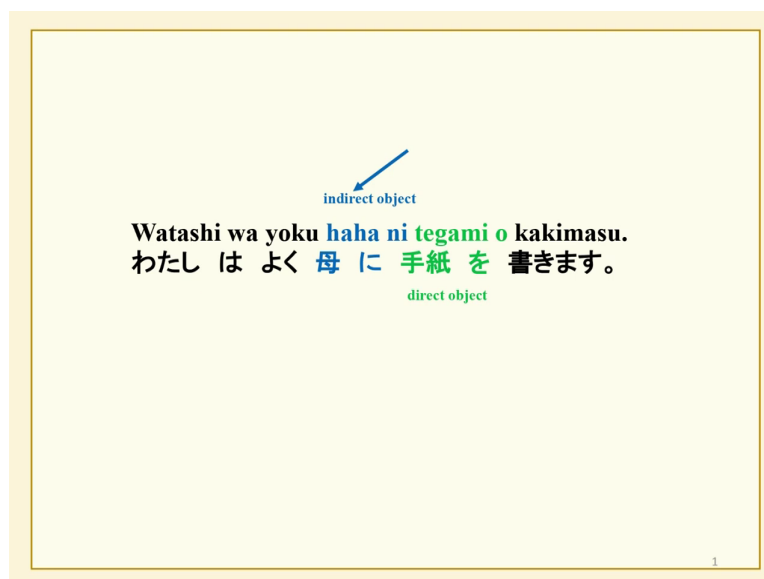 indirect object
Watashi wa yoku haha ni tegami o kakimasu.
わたし は よく 母 に 手紙 を 書きます。
direct object
1